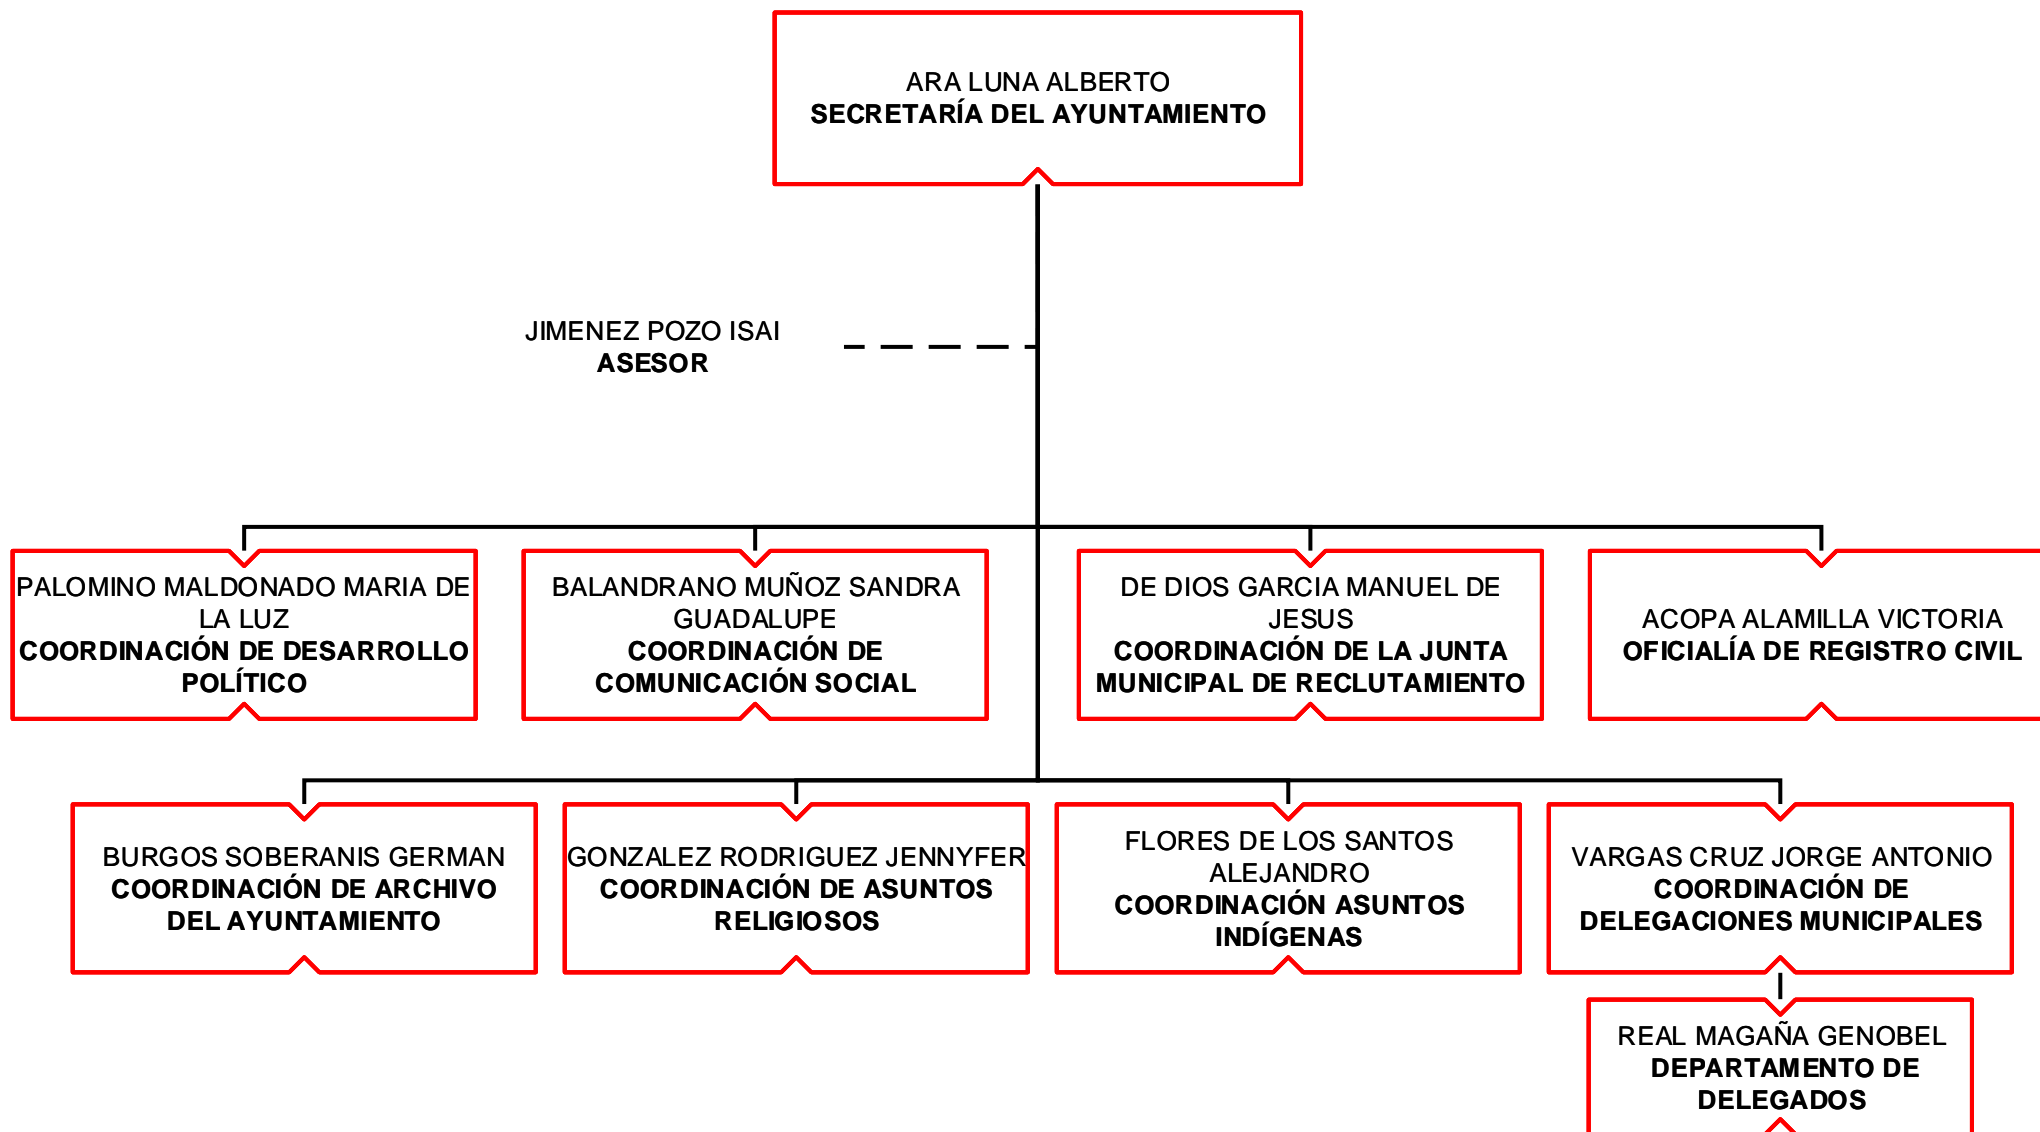 ARA LUNA ALBERTO
SECRETARÍA DEL AYUNTAMIENTO
JIMENEZ POZO ISAI
ASESOR
PALOMINO MALDONADO MARIA DE
LA LUZ
COORDINACIÓN DE DESARROLLO
POLÍTICO
BALANDRANO MUÑOZ SANDRA
GUADALUPE
COORDINACIÓN DE
COMUNICACIÓN SOCIAL
DE DIOS GARCIA MANUEL DE
JESUS
COORDINACIÓN DE LA JUNTA
MUNICIPAL DE RECLUTAMIENTO
ACOPA ALAMILLA VICTORIA
OFICIALÍA DE REGISTRO CIVIL
BURGOS SOBERANIS GERMAN
COORDINACIÓN DE ARCHIVO
DEL AYUNTAMIENTO
GONZALEZ RODRIGUEZ JENNYFER
COORDINACIÓN DE ASUNTOS
RELIGIOSOS
FLORES DE LOS SANTOS
ALEJANDRO
COORDINACIÓN ASUNTOS
INDÍGENAS
VARGAS CRUZ JORGE ANTONIO
COORDINACIÓN DE
DELEGACIONES MUNICIPALES
REAL MAGAÑA GENOBEL
DEPARTAMENTO DE
DELEGADOS